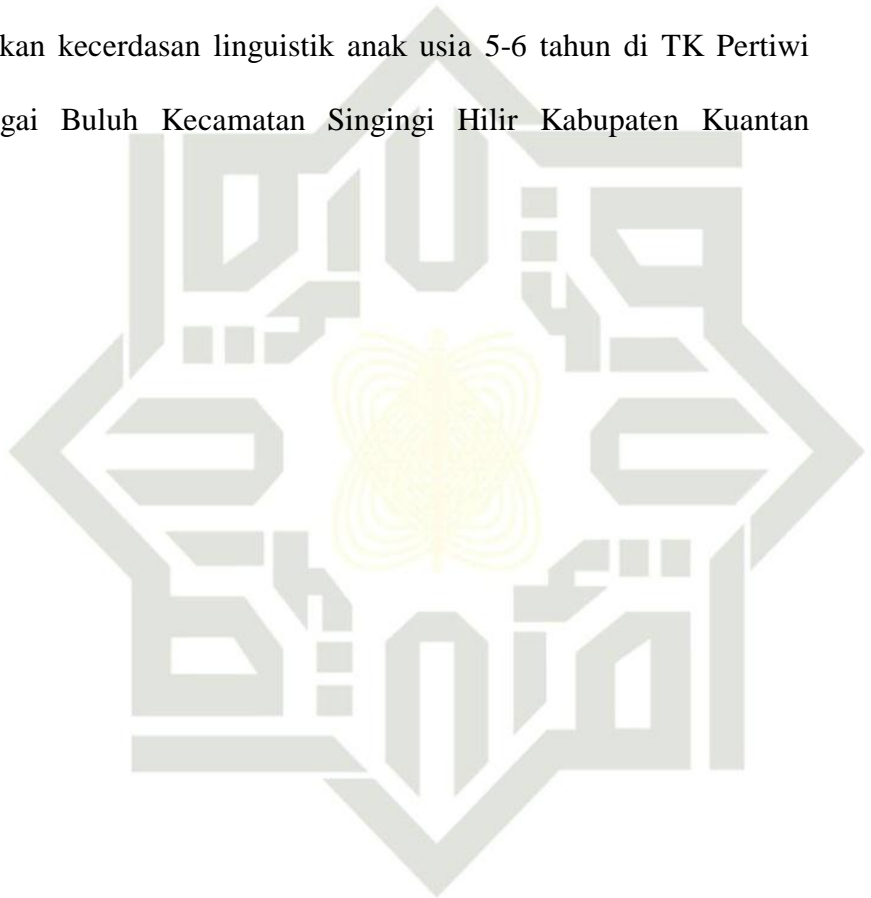 kan kecerdasan linguistik anak usia 5-6 tahun di TK Pertiwi
gai Buluh Kecamatan Singingi Hilir Kabupaten Kuantan